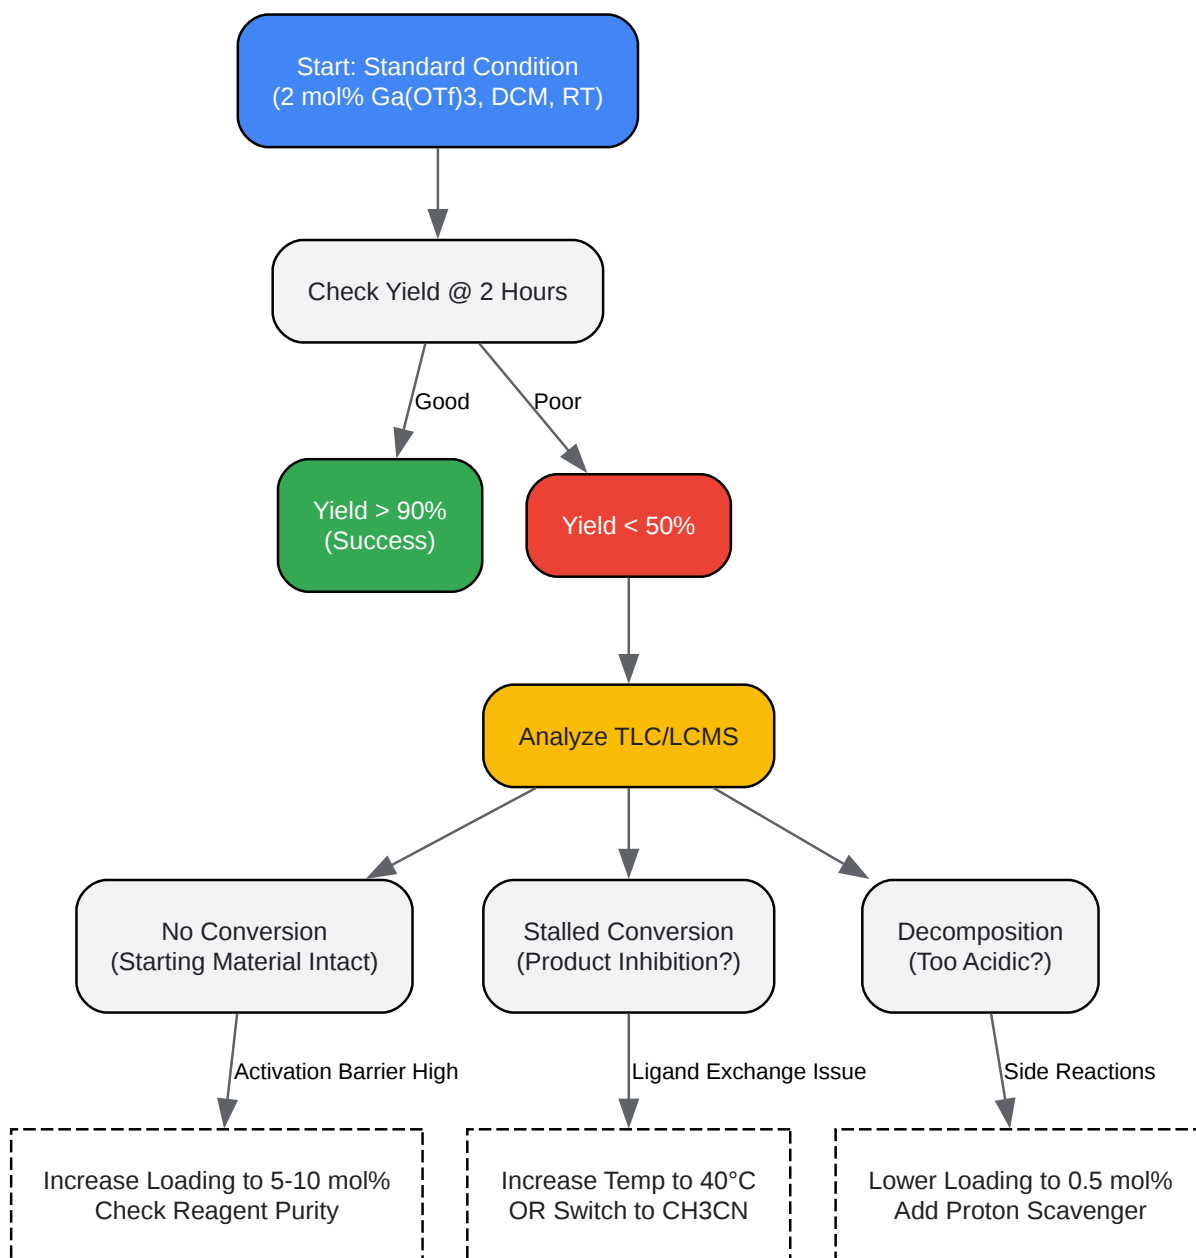 Start: Standard Condition
(2 mol% Ga(OTf)3, DCM, RT)
Check Yield @ 2 Hours
Good
Poor
Yield > 90%
(Success)
Yield < 50%
Analyze TLC/LCMS
No Conversion
(Starting Material Intact)
Stalled Conversion
(Product Inhibition?)
Decomposition
(Too Acidic?)
Activation Barrier High
Ligand Exchange Issue
Side Reactions
Increase Loading to 5-10 mol%
Check Reagent Purity
Increase Temp to 40°C
OR Switch to CH3CN
Lower Loading to 0.5 mol%
Add Proton Scavenger